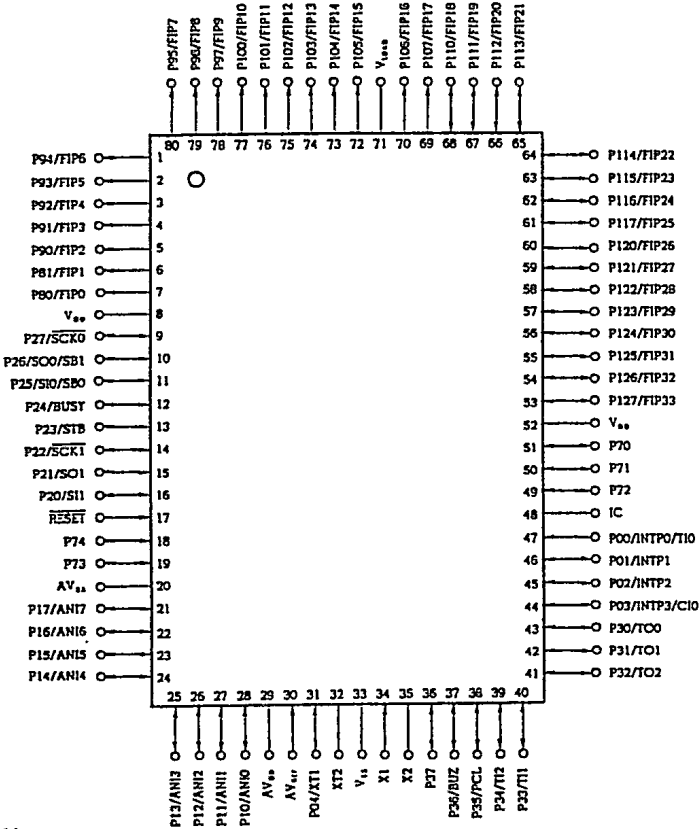 P95/FIP7
P96/FIP8
P97/FIP9
P100/FIP10
P101/FIP11
P102/FIP12
P103/FIP13
P104/FIP14
P105/FIP15
P106/FIP16
P107/FIP17
P110/FIP18
P111/FIP19
P112/FIP20
P113/FIP21
80 79 78 77 76 75 74 73 72 71 70 69 68 67 66 65
P94/FIP6 1
P93/FIP5 2
P92/FIP4 3
P91/FIP3 4
P90/FIP2 5
P81/FIP1 6
P80/FIP0 7
8
P27/SCK0 9
P26/SO0/SB1 10
P25/SI0/SB0 11
P24/BUSY 12
P23/STB 13
P22/SCK1 14
P21/SO1 15
P20/SI1 16
RESET 17
P74 18
P73 19
20
P17/ANI7 21
P16/ANI6 22
P15/ANI5 23
P14/ANI4 24
64 P114/FIP22
63 P115/FIP23
62 P116/FIP24
61 P117/FIP25
60 P120/FIP26
59 P121/FIP27
58 P122/FIP28
57 P123/FIP29
56 P124/FIP30
55 P125/FIP31
54 P126/FIP32
53 P127/FIP33
52
51 P70
50 P71
49 P72
48 IC
47 P00/INTP0/TI0
46 P01/INTP1
45 P02/INTP2
44 P03/INTP3/CI0
43 P30/TO0
42 P31/TO1
41 P32/TO2
25 26 27 28 29 30 31 32 33 34 35 36 37 38 39 40
P13/ANI3
P12/ANI2
P11/ANI1
P10/ANI0
P04/XT1
XT2
X1
X2
P37
P36/BUZ
P35/PCL
P34/TI2
P33/TI1